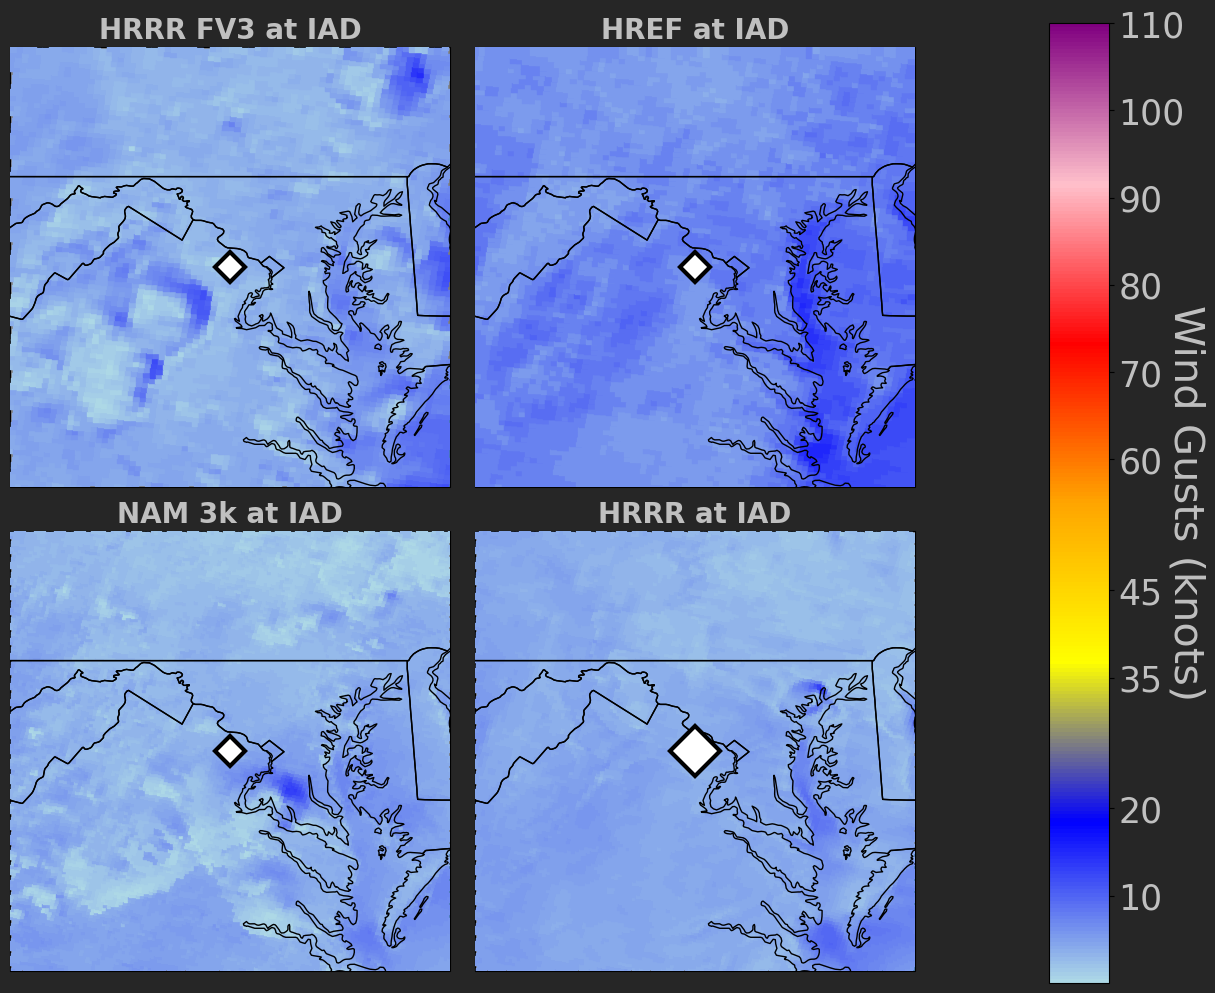 HRRR FV3 at IAD
HREF at IAD
NAM 3k at IAD
HRRR at IAD
110
100
90
80
70
60
45
35
20
10
Wind Gusts (knots)